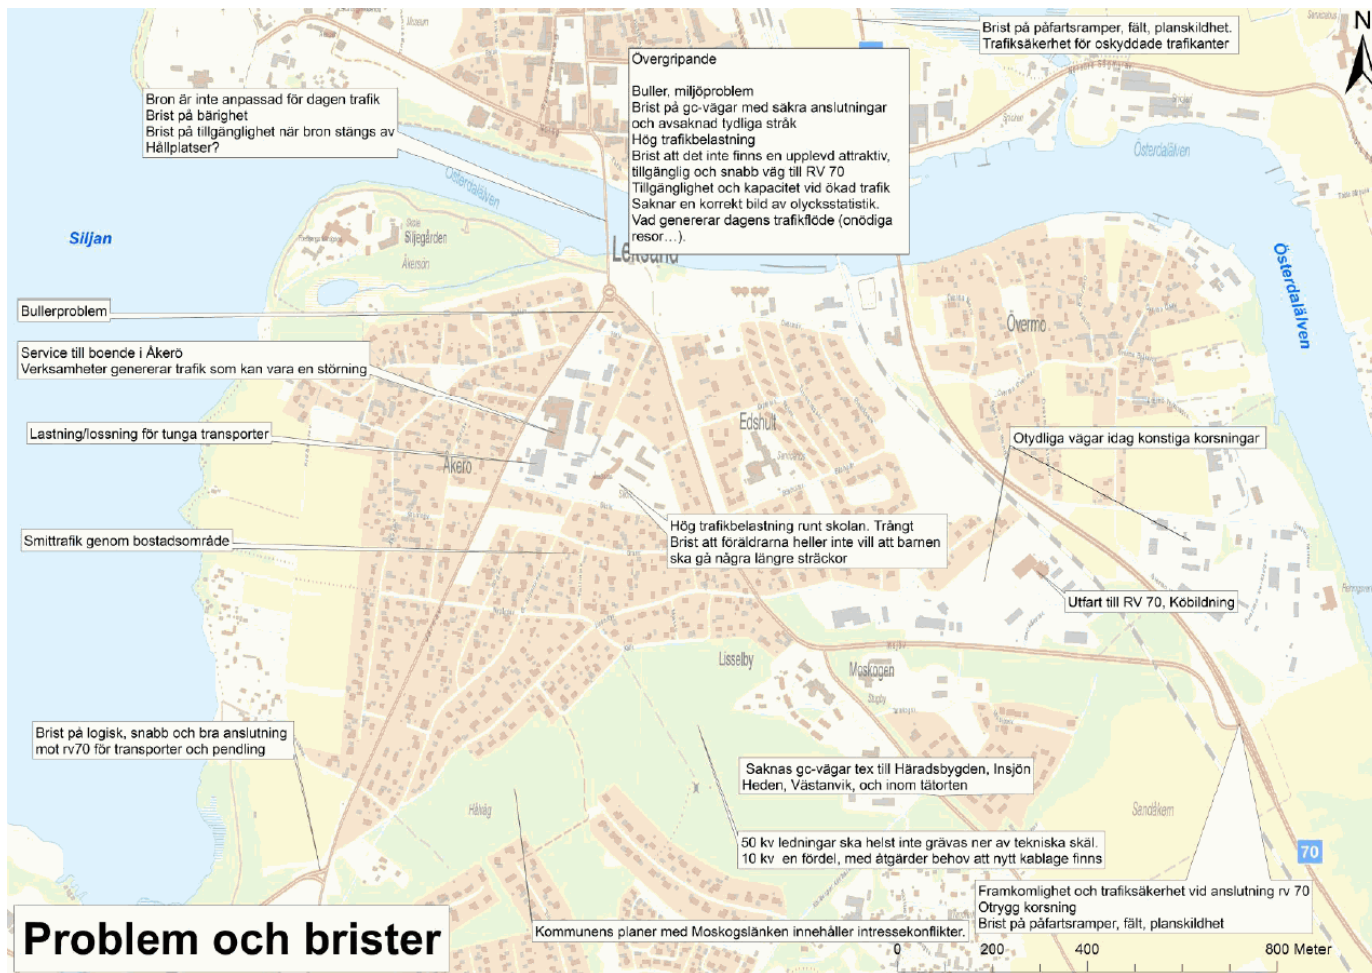 Brist på påfartsramper, fält, planskildhet.
Trafiksäkerhet för oskyddade trafikanter
N
Övergripande
Buller, miljöproblem
Brist på gc-vägar med säkra anslutningar
och avsaknad tydliga stråk
Hög trafikbelastning
Brist att det inte finns en upplevd attraktiv,
tillgänglig och snabb väg till RV 70
Tillgänglighet och kapacitet vid ökad trafik
Saknar en korrekt bild av olycksstatistik.
Vad genererar dagens trafikflöde (onödiga
resor…).
Bron är inte anpassad för dagen trafik
Brist på bärighet
Brist på tillgänglighet när bron stängs av
Hållplatser?
Österdalälven
Österdalälven
Siljan
Siljegården
Åkersön
Leksand
Österdalälven
Bullerproblem
Övermo
Service till boende i Åkerö
Verksamheter genererar trafik som kan vara en störning
Edshult
Lastning/lossning för tunga transporter
Åkerö
Otydliga vägar idag konstiga korsningar
Hög trafikbelastning runt skolan. Trångt
Brist att föräldrarna heller inte vill att barnen
ska gå några längre sträckor
Smittrafik genom bostadsområde
Utfart till RV 70, Köbildning
Lisselby
Moskogen
Stugby
Brist på logisk, snabb och bra anslutning
mot rv70 för transporter och pendling
Saknas gc-vägar tex till Häradsbygden, Insjön
Heden, Västanvik, och inom tätorten
Sandåkern
50 kv ledningar ska helst inte grävas ner av tekniska skäl.
10 kv en fördel, med åtgärder behov att nytt kablage finns
70
Framkomlighet och trafiksäkerhet vid anslutning rv 70
Otrygg korsning
Brist på påfartsramper, fält, planskildhet
Problem och brister
Kommunens planer med Moskogslänken innehåller intressekonflikter.
0 200 400 800 Meter